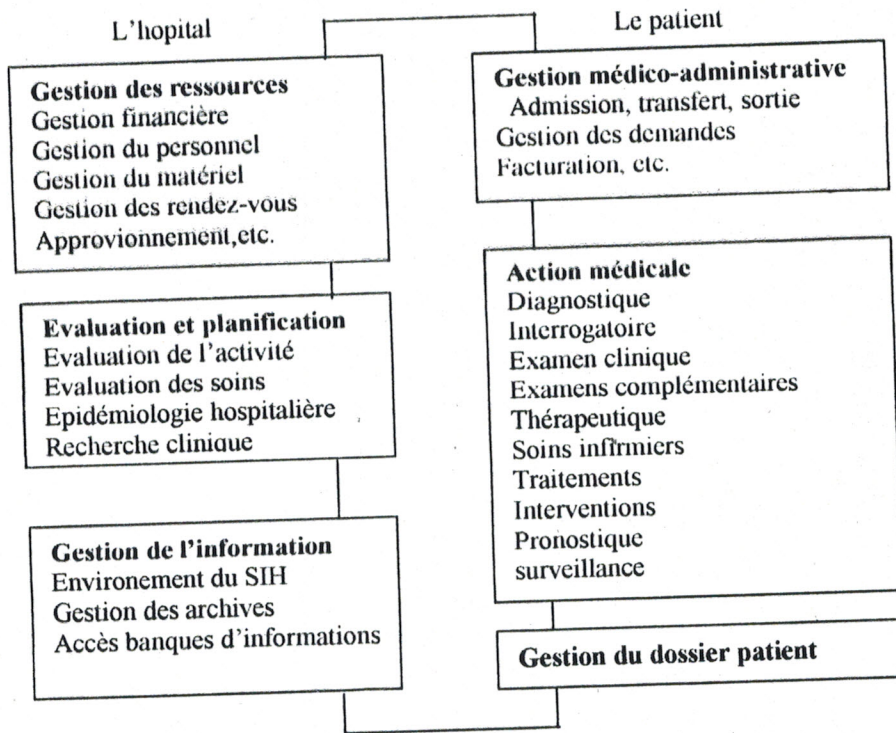 L'hopital
Gestion des ressources
Gestion financière
Gestion du personnel
Gestion du matériel
Gestion des rendez-vous
Approvionnement,etc.
Evaluation et planification
Evaluation de l'activité
Evaluation des soins
Epidémiologie hospitalière
Recherche clinique
Gestion de l'information
Environement du SIH
Gestion des archives
Accès banques d'informations
Le patient
Gestion médico-administrative
Admission, transfert, sortie
Gestion des demandes
Facturation, etc.
Action médicale
Diagnostique
Interrogatoire
Examen clinique
Examens complémentaires
Thérapeutique
Soins infirmiers
Traitements
Interventions
Pronostique
surveillance
Gestion du dossier patient